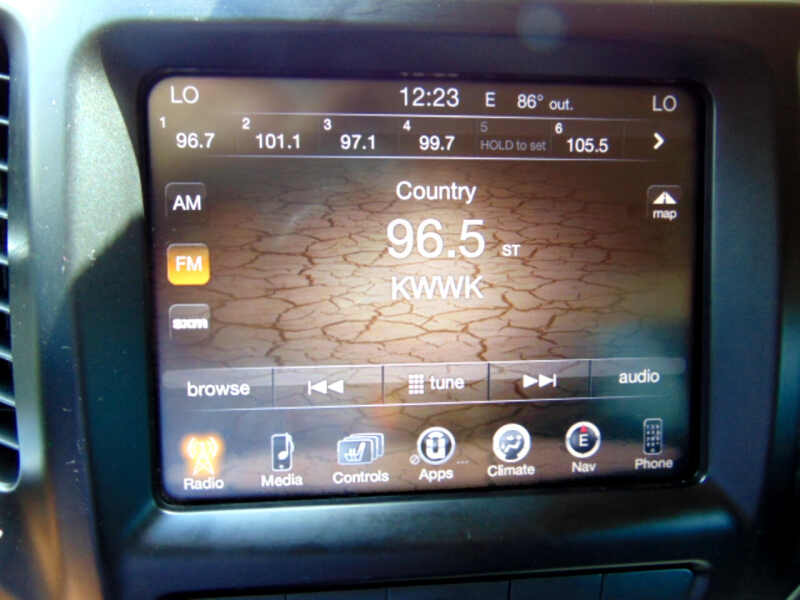 LO 12:23 E 86° out. LO
1 96.7 2 101.1 3 97.1 4 99.7 5 HOLD to set 6 105.5
Country
AM
map
96.5 ST
FM
KWWK
sxm
browse tune audio
Radio Media Controls Apps Climate E Nav Phone